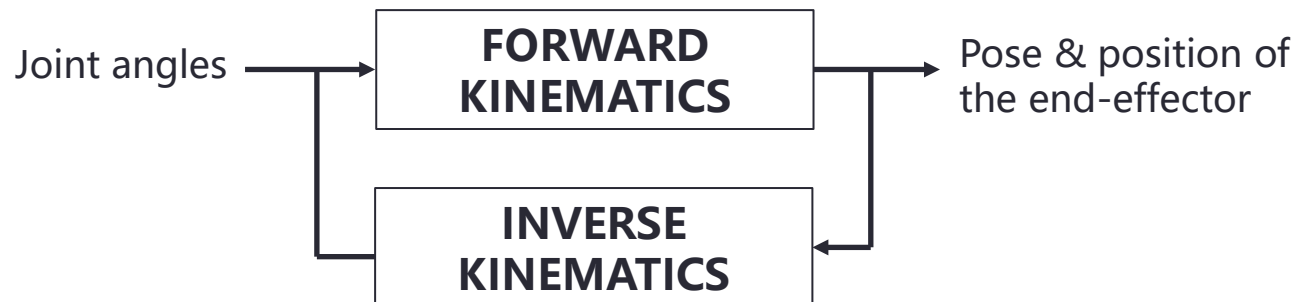 Joint angles
FORWARD
KINEMATICS
Pose & position of
the end-effector
INVERSE
KINEMATICS